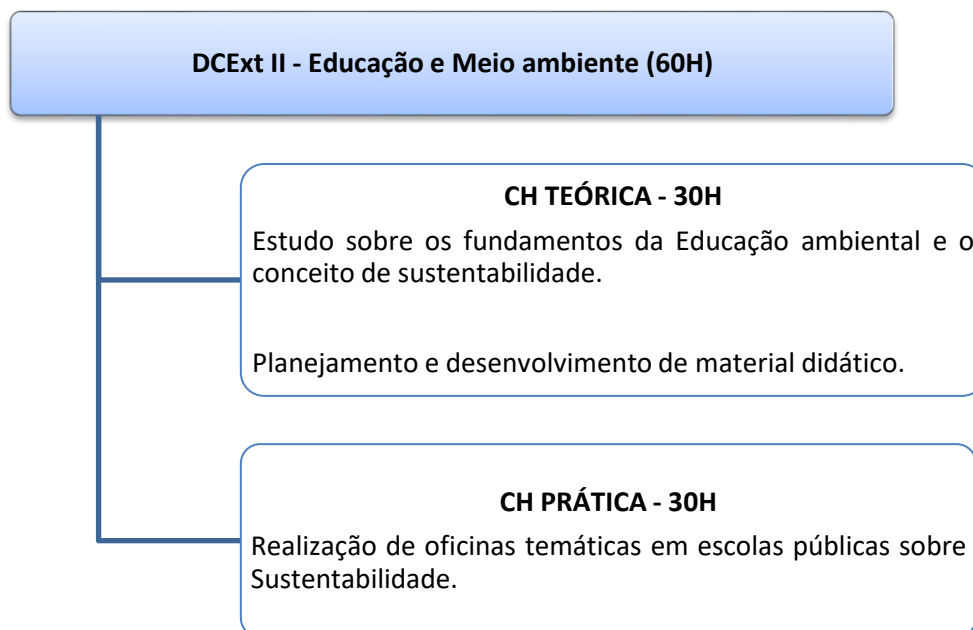 DCExt II - Educação e Meio ambiente (60H)
CH TEÓRICA - 30H
Estudo sobre os fundamentos da Educação ambiental e o
conceito de sustentabilidade.
Planejamento e desenvolvimento de material didático.
CH PRÁTICA - 30H
Realização de oficinas temáticas em escolas públicas sobre
Sustentabilidade.